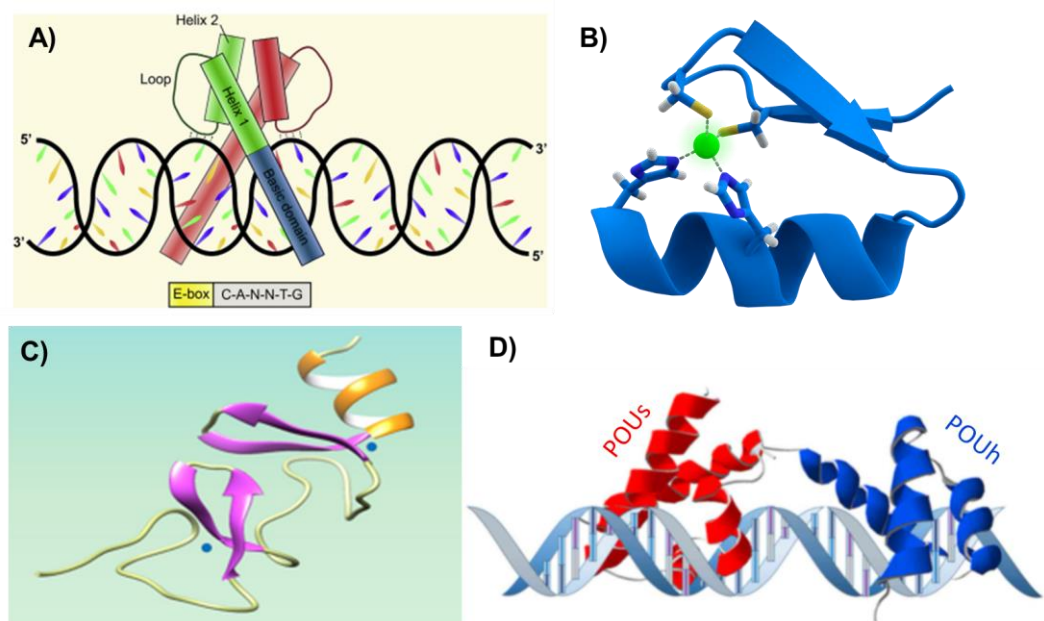 A)
Helix 2
Loop
Helix 1
Basic domain
5'
3'
3'
5'
E-box C-A-N-N-T-G
B)
C)
D)
POUs
POUh